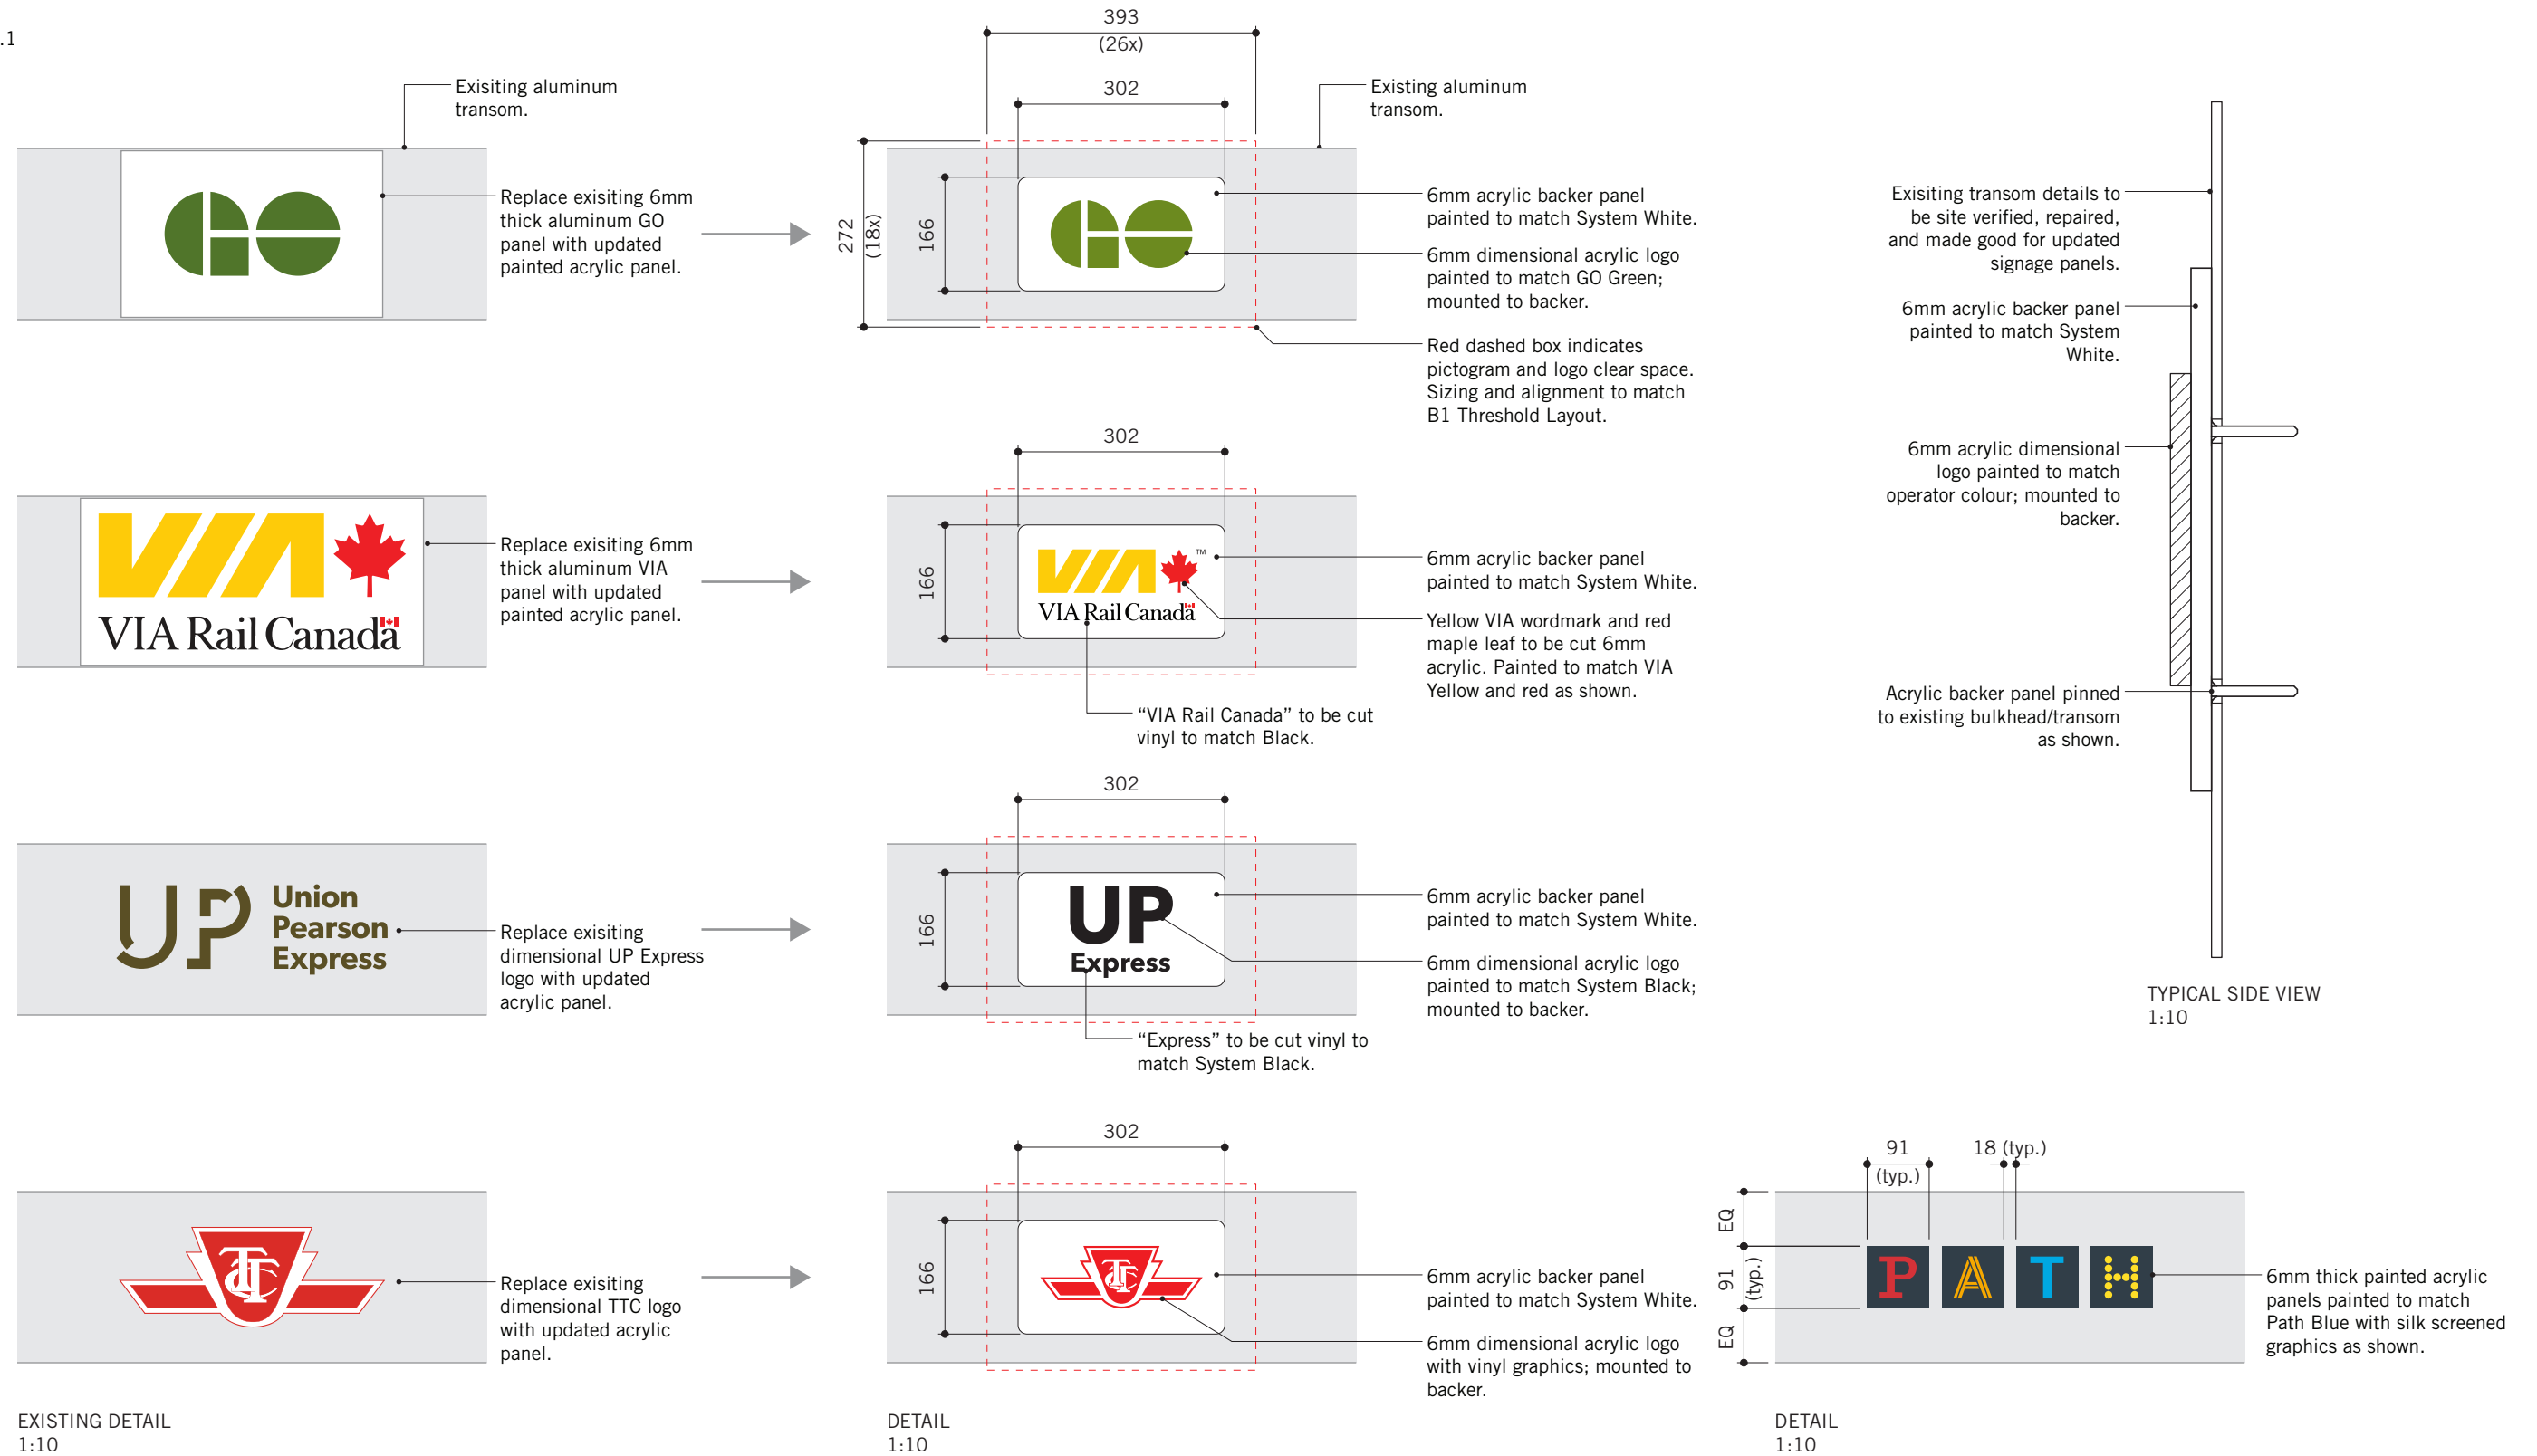 .1
Exisiting aluminum
transom.
Replace exisiting 6mm
thick aluminum GO
panel with updated
painted acrylic panel.
393
(26x)
302
272
(18x)
166
Existing aluminum
transom.
6mm acrylic backer panel
painted to match System White.
6mm dimensional acrylic logo
painted to match GO Green;
mounted to backer.
Red dashed box indicates
pictogram and logo clear space.
Sizing and alignment to match
B1 Threshold Layout.
VIA
VIA Rail Canada
Replace exisiting 6mm
thick aluminum VIA
panel with updated
painted acrylic panel.
302
166
VIA
TM
VIA Rail Canada
6mm acrylic backer panel
painted to match System White.
Yellow VIA wordmark and red
maple leaf to be cut 6mm
acrylic. Painted to match VIA
Yellow and red as shown.
“VIA Rail Canada” to be cut
vinyl to match Black.
UP
Union
Pearson
Express
Replace exisiting
dimensional UP Express
logo with updated
acrylic panel.
302
166
UP
Express
6mm acrylic backer panel
painted to match System White.
6mm dimensional acrylic logo
painted to match System Black;
mounted to backer.
“Express” to be cut vinyl to
match System Black.
TTC
Replace exisiting
dimensional TTC logo
with updated acrylic
panel.
302
166
TTC
6mm acrylic backer panel
painted to match System White.
6mm dimensional acrylic logo
with vinyl graphics; mounted to
backer.
EXISTING DETAIL
1:10
DETAIL
1:10
GO
GO
Exisiting transom details to
be site verified, repaired,
and made good for updated
signage panels.
6mm acrylic backer panel
painted to match System
White.
6mm acrylic dimensional
logo painted to match
operator colour; mounted to
backer.
Acrylic backer panel pinned
to existing bulkhead/transom
as shown.
TYPICAL SIDE VIEW
1:10
91
(typ.)
18 (typ.)
EQ
91
(typ.)
EQ
PATH
6mm thick painted acrylic
panels painted to match
Path Blue with silk screened
graphics as shown.
DETAIL
1:10